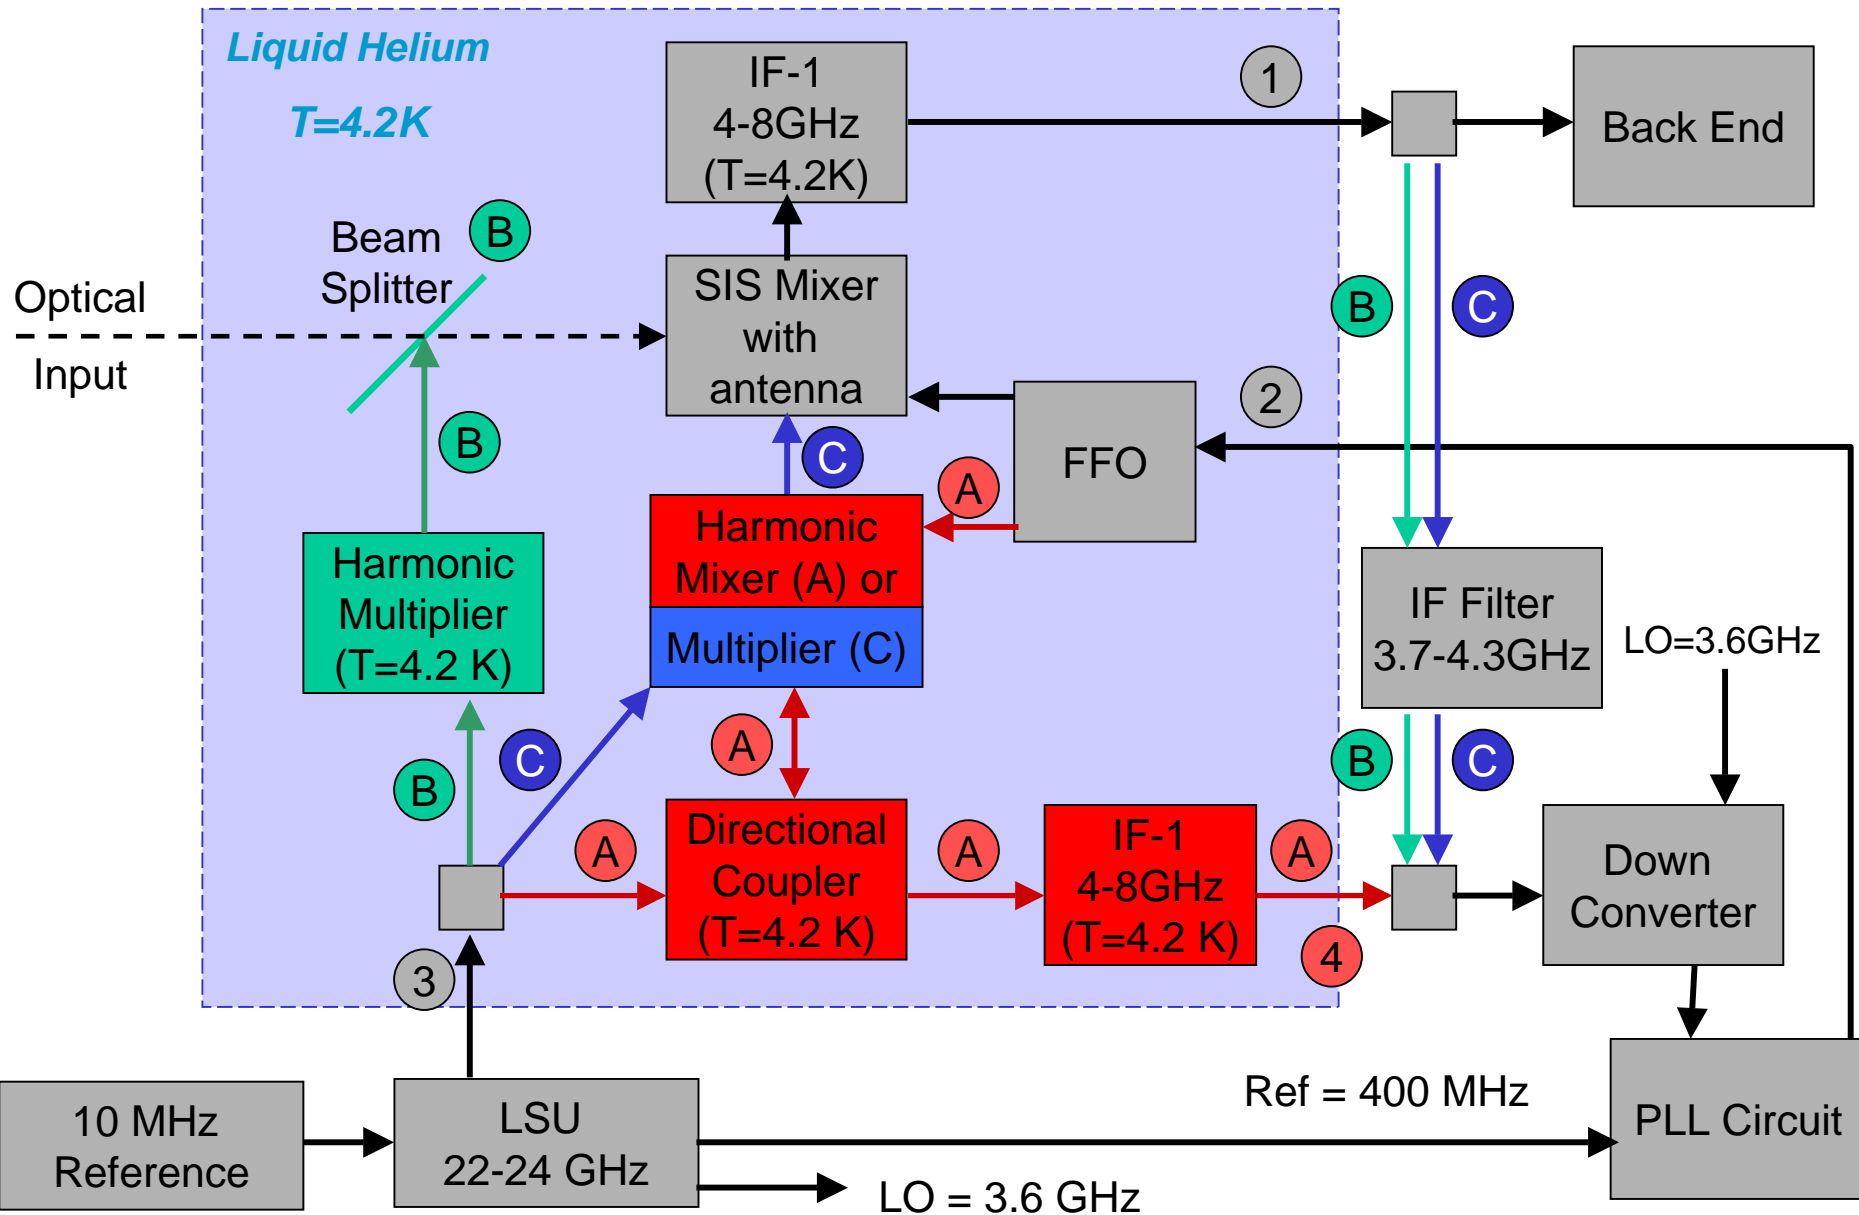 Liquid Helium
T=4.2K
IF-1
4-8GHz
(T=4.2K)
1
Back End
Beam
Splitter
B
Optical
Input
SIS Mixer
with
antenna
B
C
2
FFO
B
C
A
Harmonic
Mixer (A) or
Multiplier (C)
Harmonic
Multiplier
(T=4.2 K)
IF Filter
3.7-4.3GHz
LO=3.6GHz
B
C
A
B
C
A
Directional
Coupler
(T=4.2 K)
A
IF-1
4-8GHz
(T=4.2 K)
A
4
Down
Converter
3
10 MHz
Reference
LSU
22-24 GHz
Ref = 400 MHz
LO = 3.6 GHz
PLL Circuit